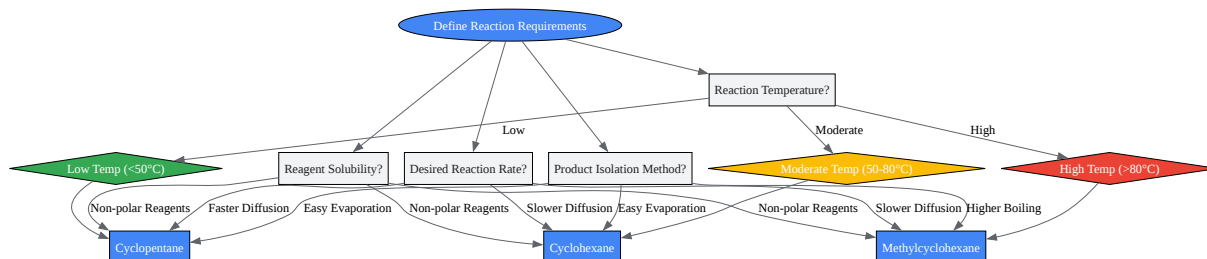 Define Reaction Requirements
Reaction Temperature?
Low
Moderate
High
Low Temp (<50°C)
Reagent Solubility?
Desired Reaction Rate?
Product Isolation Method?
Moderate Temp (50-80°C)
High Temp (>80°C)
Non-polar Reagents
Faster Diffusion
Easy Evaporation
Non-polar Reagents
Slower Diffusion
Easy Evaporation
Non-polar Reagents
Slower Diffusion
Higher Boiling
Cyclopentane
Cyclohexane
Methylcyclohexane